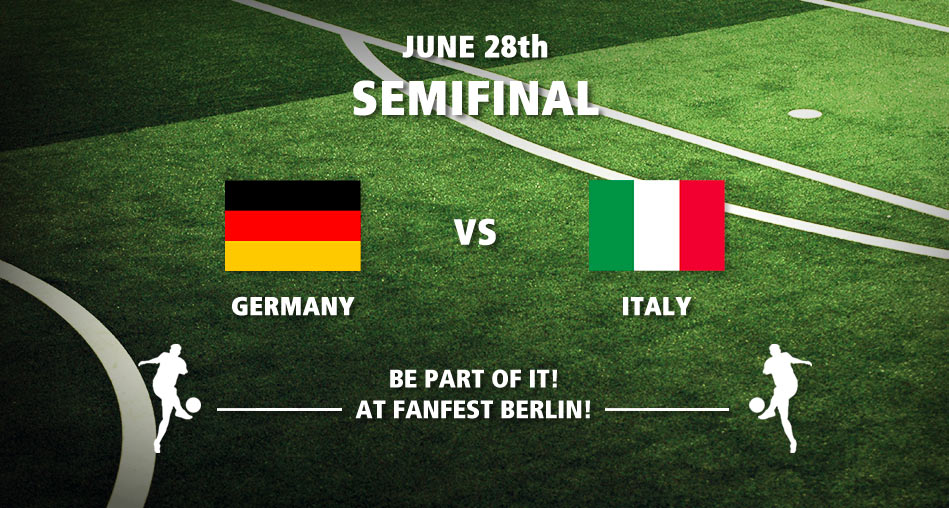 JUNE 28th
SEMIFINAL
VS
GERMANY
ITALY
BE PART OF IT!
AT FANFEST BERLIN!